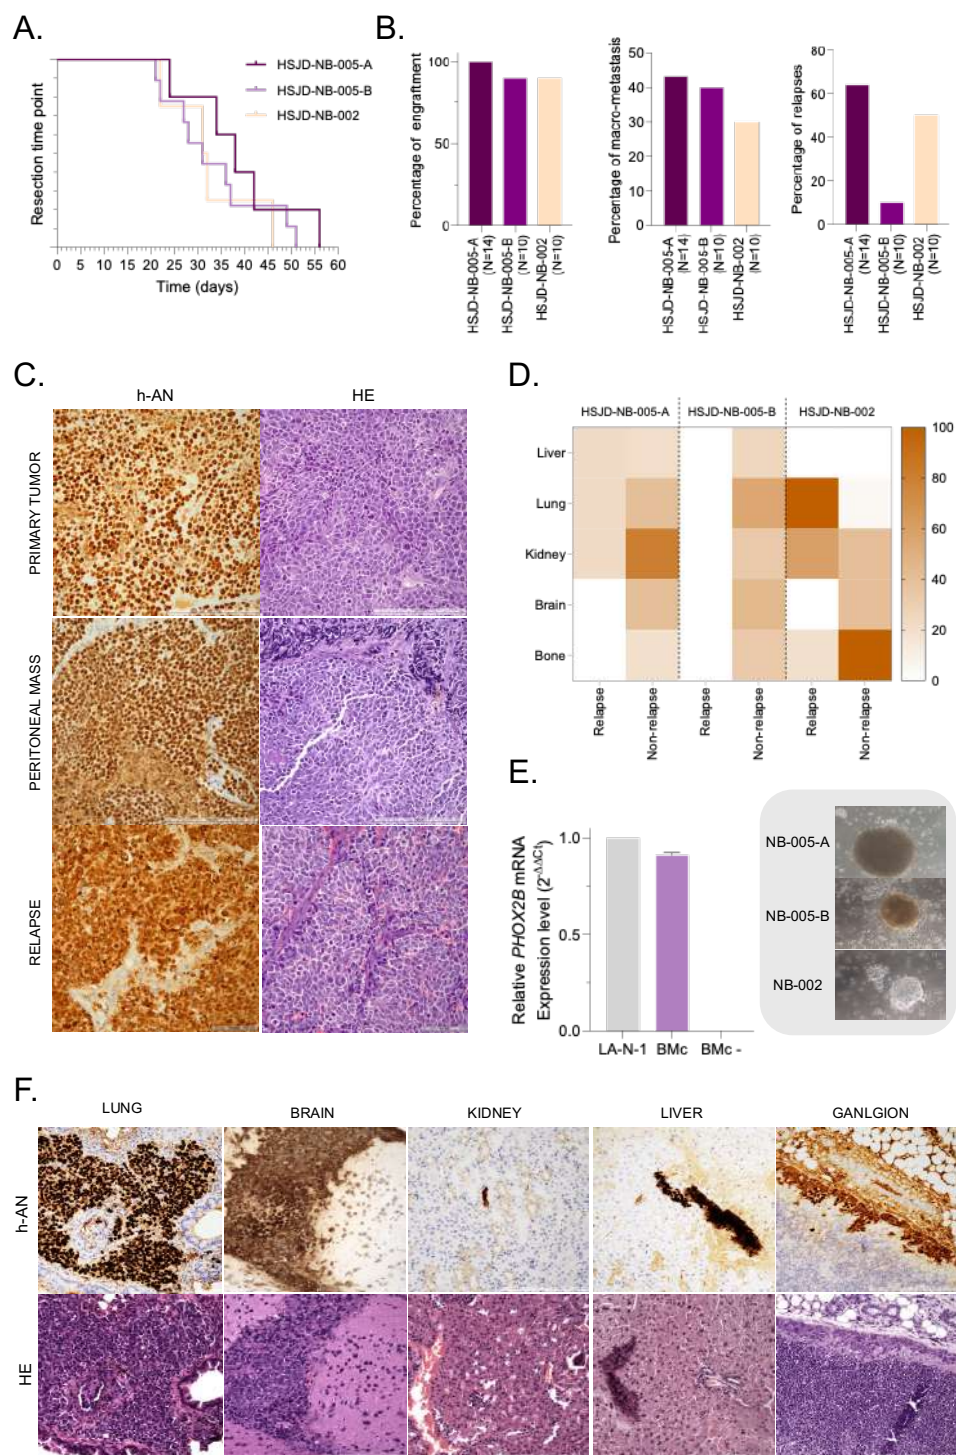 A.
Resection time point
HSJD-NB-005-A
HSJD-NB-005-B
HSJD-NB-002
0 5 10 15 20 25 30 35 40 45 50 55 60
Time (days)
B.
Percentage of engraftment
100
50
0
HSJD-NB-005-A
(N=14)
HSJD-NB-005-B
(N=10)
HSJD-NB-002
(N=10)
Percentage of macro-metastasis
50
40
30
20
10
0
HSJD-NB-005-A
(N=14)
HSJD-NB-005-B
(N=10)
HSJD-NB-002
(N=10)
Percentage of relapses
80
60
40
20
0
HSJD-NB-005-A
(N=14)
HSJD-NB-005-B
(N=10)
HSJD-NB-002
(N=10)
C.
h-AN HE
PRIMARY TUMOR
PERITONEAL MASS
RELAPSE
D.
HSJD-NB-005-A HSJD-NB-005-B HSJD-NB-002
Liver
Lung
Kidney
Brain
Bone
Relapse
Non-relapse
Relapse
Non-relapse
Relapse
Non-relapse
100
80
60
40
20
0
E.
Relative PHOX2B mRNA
Expression level (2^-ΔΔCt)
1.0
0.5
0.0
LA-N-1 BMc BMc -
NB-005-A
NB-005-B
NB-002
F.
LUNG BRAIN KIDNEY LIVER GANLGION
h-AN
HE